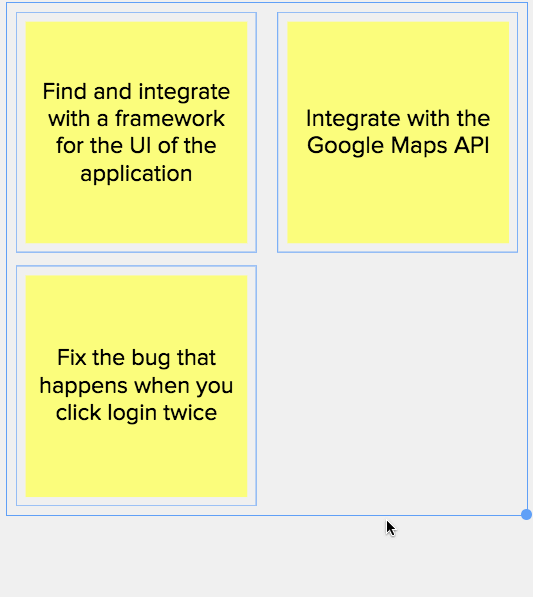 Find and integrate
with a framework
for the UI of the
application
Integrate with the
Google Maps API
Fix the bug that
happens when you
click login twice